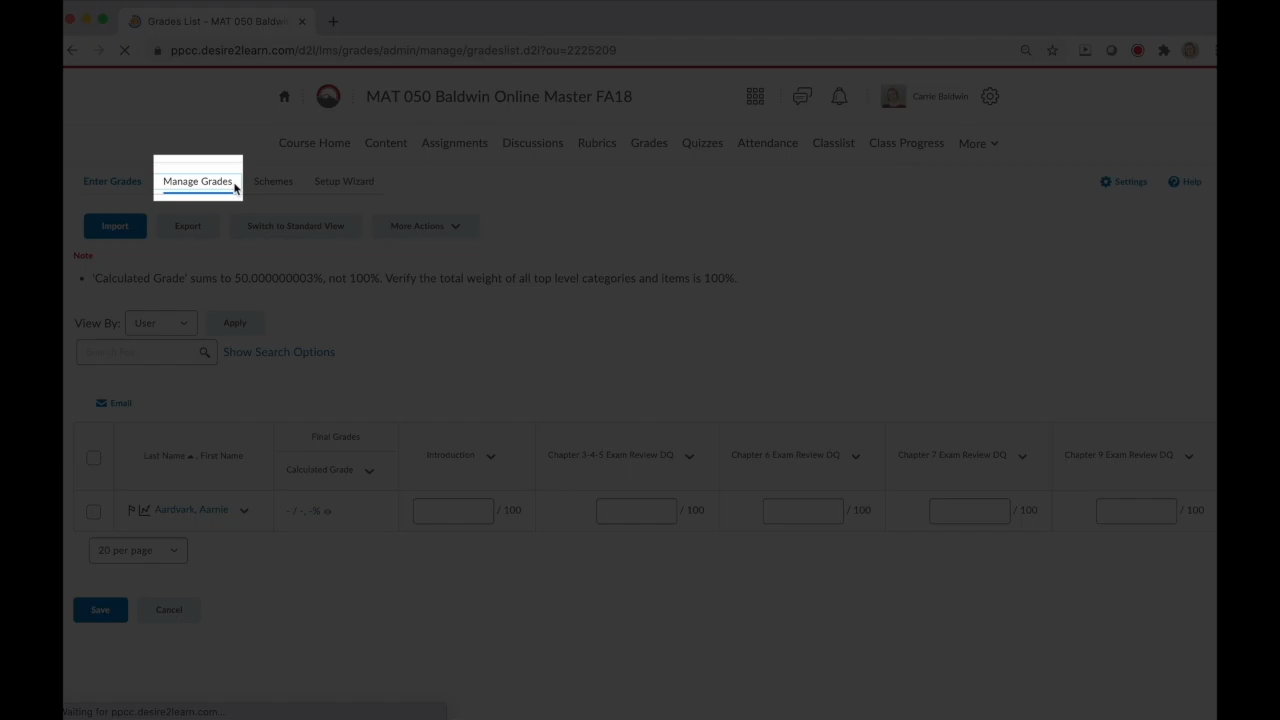 Grades List - MAT 050 Baldwi
ppcc.desire2learn.com/d2l/lms/grades/admin/manage/gradeslist.d2l?ou=2225209
MAT 050 Baldwin Online Master FA18
Carrie Baldwin
Course Home Content Assignments Discussions Rubrics Grades Quizzes Attendance Classlist Class Progress More
Enter Grades Manage Grades Schemes Setup Wizard Settings Help
Import Export Switch to Standard View More Actions
Note
'Calculated Grade' sums to 50.000000003%, not 100%. Verify the total weight of all top level categories and items is 100%.
View By: User Apply
Search For... Show Search Options
Email
Final Grades
Last Name , First Name Introduction Chapter 3-4-5 Exam Review DQ Chapter 6 Exam Review DQ Chapter 7 Exam Review DQ Chapter 9 Exam Review DQ
Calculated Grade
Aardvark, Aarnie - / -, -% / 100 / 100 / 100 / 100 / 100
20 per page
Save Cancel
Waiting for ppcc.desire2learn.com...